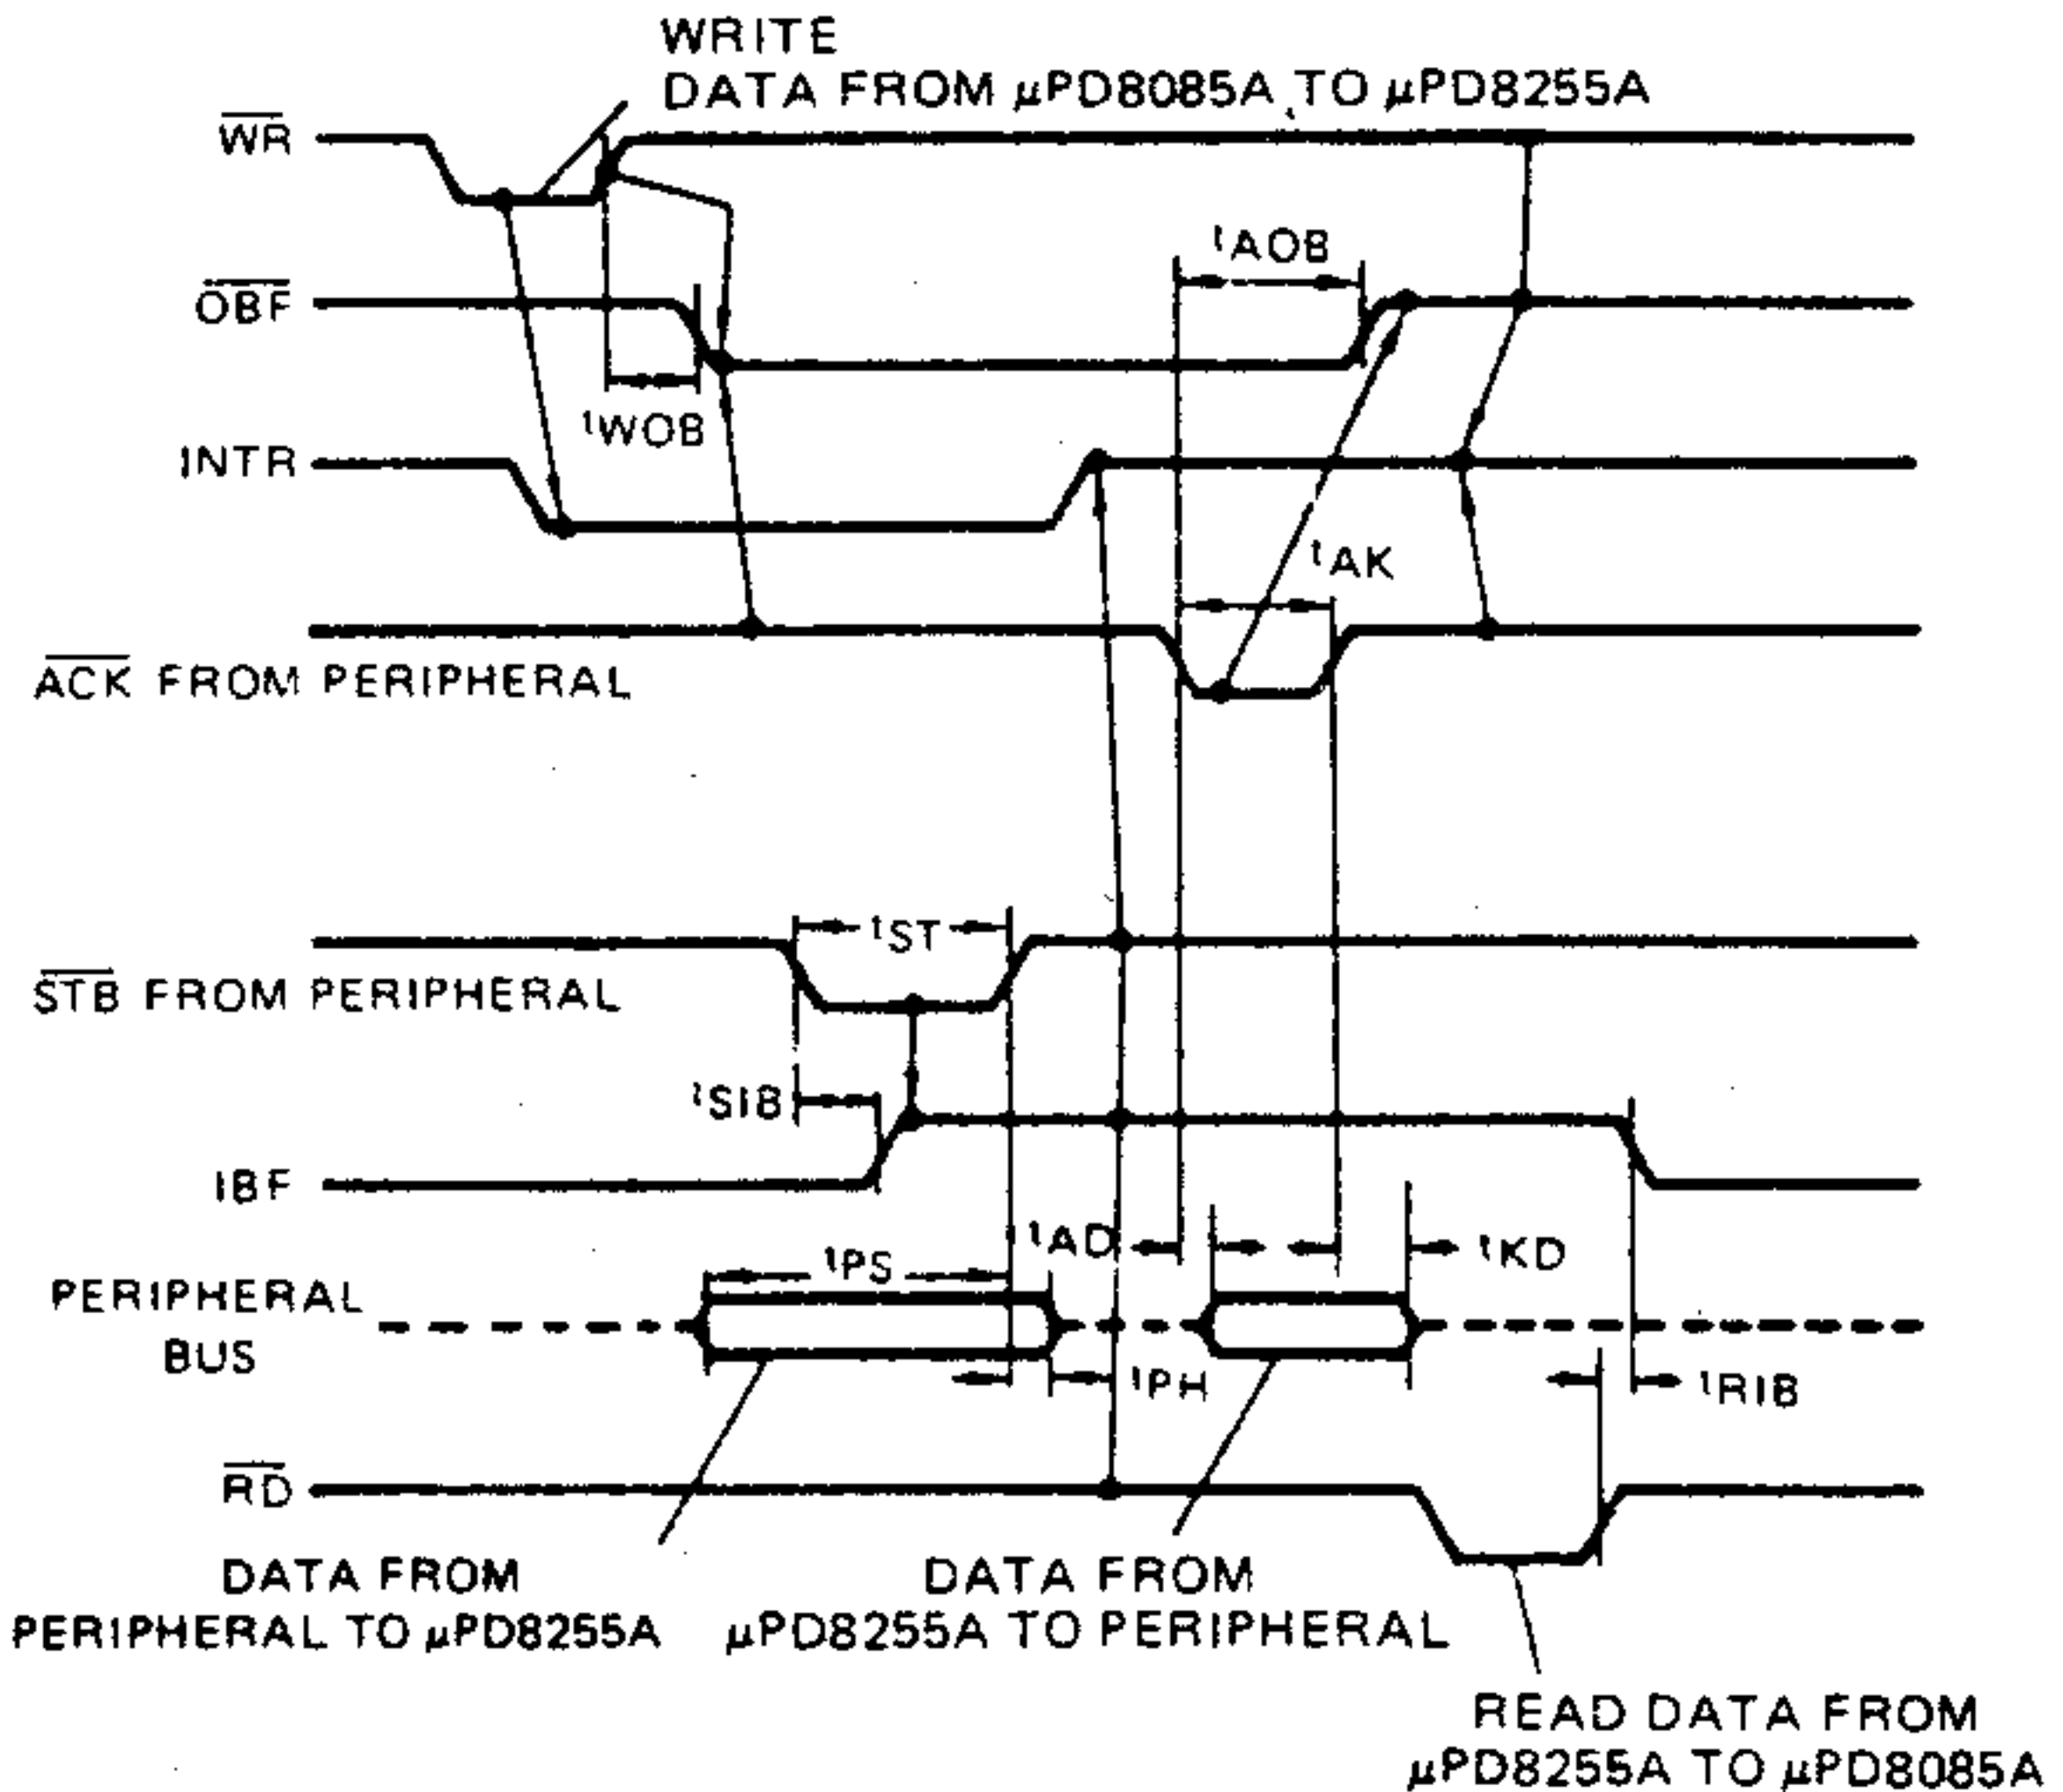 WRITE
DATA FROM μPD8085A TO μPD8255A
WR
tAOB
OBF
tWOB
INTR
tAK
ACK FROM PERIPHERAL
tST
STB FROM PERIPHERAL
tSIB
IBF
tAD
tKD
tPS
PERIPHERAL
BUS
tPH
tRIB
RD
DATA FROM
PERIPHERAL TO μPD8255A
DATA FROM
μPD8255A TO PERIPHERAL
READ DATA FROM
μPD8255A TO μPD8085A